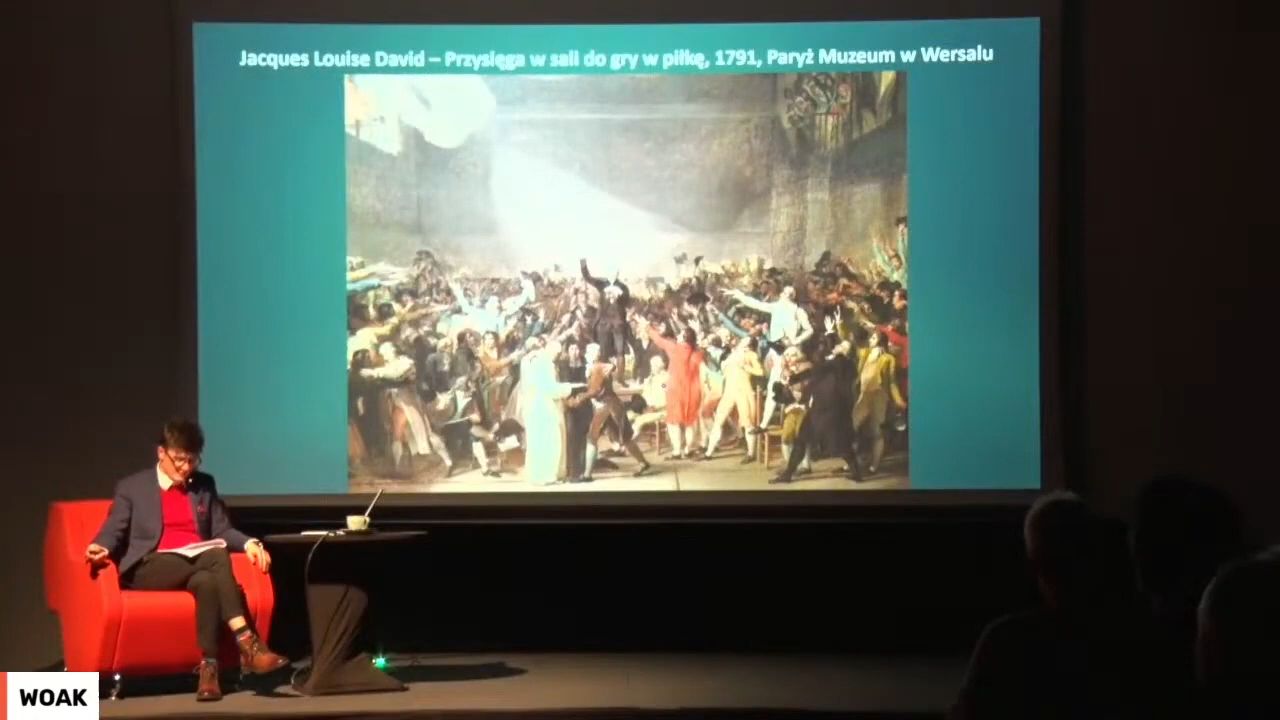 Jacques Louise David – Przysięga w sali do gry w piłkę, 1791, Paryż Muzeum w Wersalu
WOAK